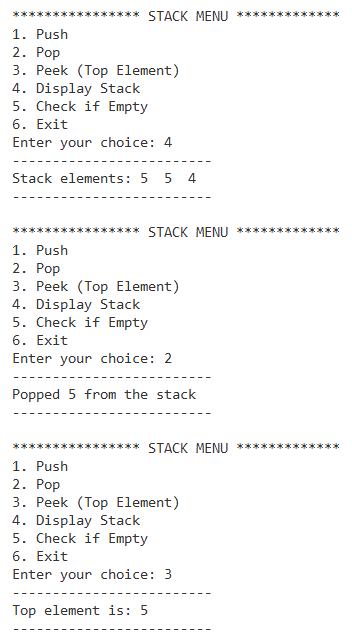 **************** STACK MENU *************
1. Push
2. Pop
3. Peek (Top Element)
4. Display Stack
5. Check if Empty
6. Exit
Enter your choice: 4
-------------------------
Stack elements: 5  5  4
-------------------------
**************** STACK MENU *************
1. Push
2. Pop
3. Peek (Top Element)
4. Display Stack
5. Check if Empty
6. Exit
Enter your choice: 2
-------------------------
Popped 5 from the stack
-------------------------
**************** STACK MENU *************
1. Push
2. Pop
3. Peek (Top Element)
4. Display Stack
5. Check if Empty
6. Exit
Enter your choice: 3
-------------------------
Top element is: 5
-------------------------